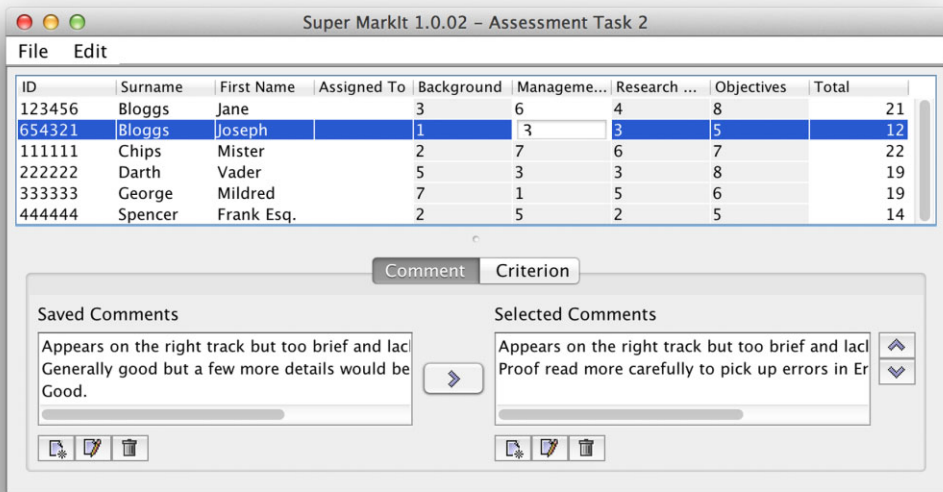 Super MarkIt 1.0.02 – Assessment Task 2
File Edit
ID Surname First Name Assigned To Background Manageme... Research ... Objectives Total
123456 Bloggs Jane 3 6 4 8 21
654321 Bloggs Joseph 1 3 3 5 12
111111 Chips Mister 2 7 6 7 22
222222 Darth Vader 5 3 3 8 19
333333 George Mildred 7 1 5 6 19
444444 Spencer Frank Esq. 2 5 2 5 14
Comment Criterion
Saved Comments Selected Comments
Appears on the right track but too brief and lacl Appears on the right track but too brief and lacl
Generally good but a few more details would be Proof read more carefully to pick up errors in Er
Good.